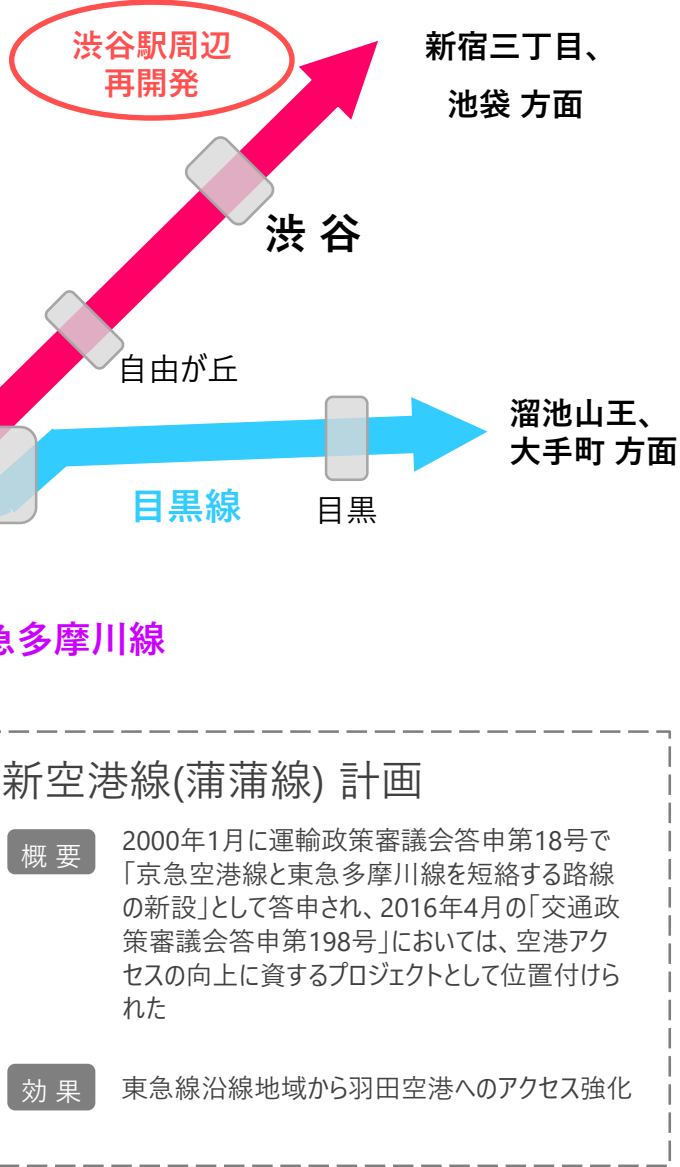 渋谷駅周辺
再開発
新宿三丁目、
池袋 方面
渋 谷
自由が丘
溜池山王、
大手町 方面
目黒線
目黒
急多摩川線
新空港線(蒲蒲線) 計画
概 要
2000年1月に運輸政策審議会答申第18号で
「京急空港線と東急多摩川線を短絡する路線
の新設」として答申され、2016年4月の「交通政
策審議会答申第198号」においては、空港アク
セスの向上に資するプロジェクトとして位置付けら
れた
効 果
東急線沿線地域から羽田空港へのアクセス強化